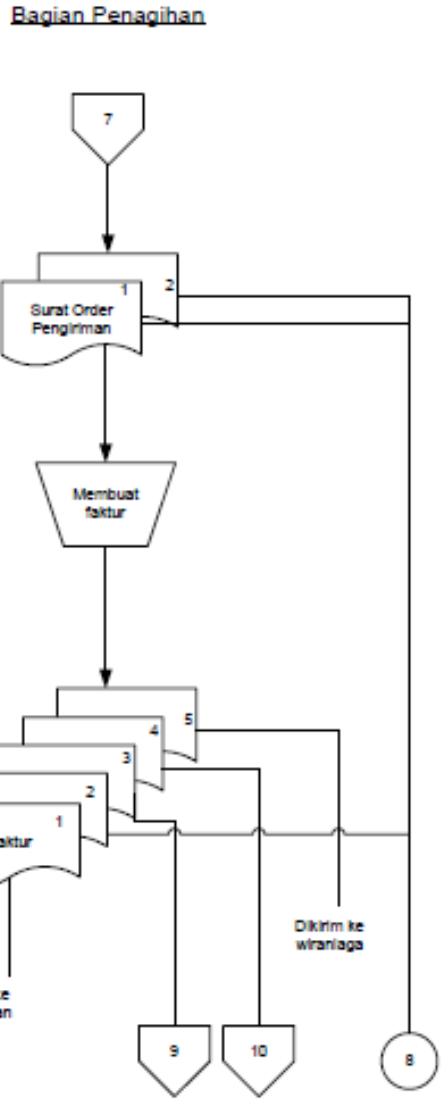 Bagian Penagihan
7
1
2
Surat Order
Pengiriman
Membuat
faktur
5
4
3
2
1
Dikirim ke
wiraniaga
9
10
8